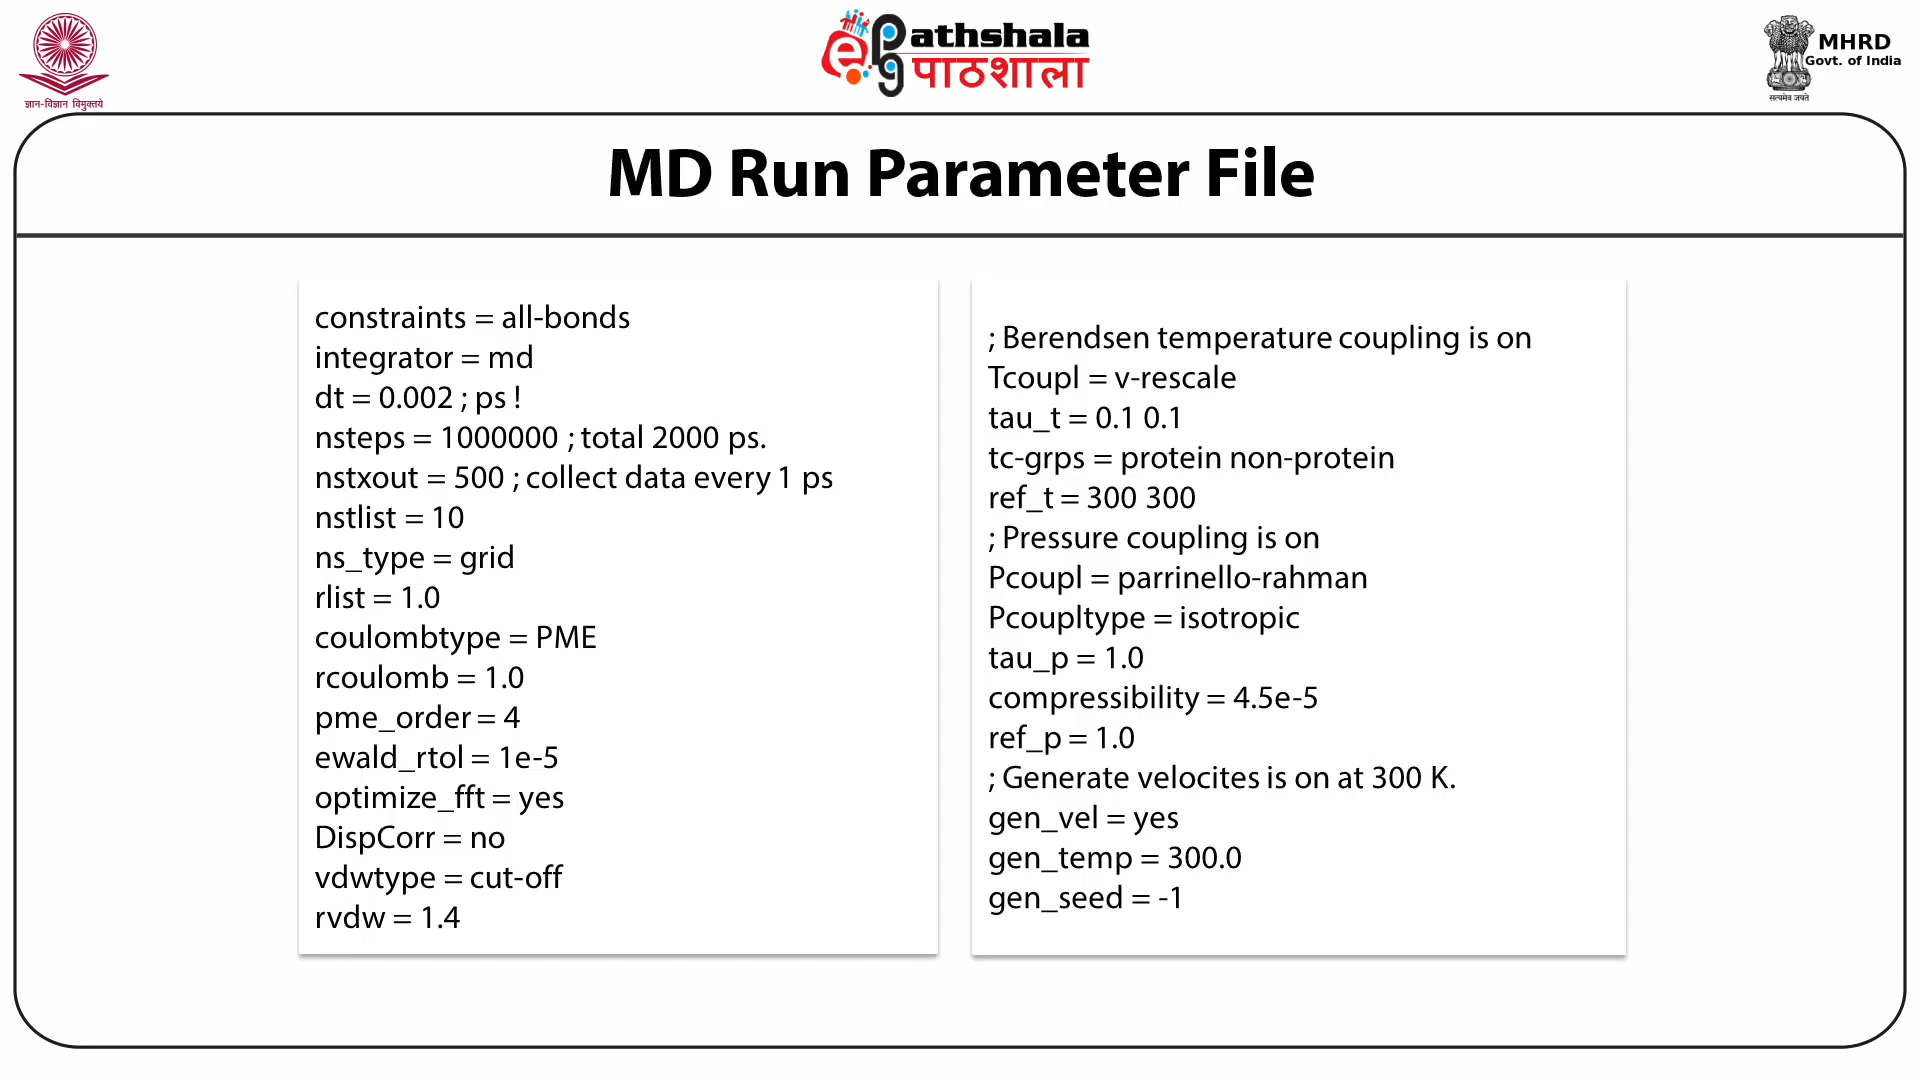 ज्ञान-विज्ञान विमुक्तये
ePathshala
पाठशाला
MHRD
Govt. of India
सत्यमेव जयते
MD Run Parameter File
constraints = all-bonds
integrator = md
dt = 0.002 ; ps !
nsteps = 1000000 ; total 2000 ps.
nstxout = 500 ; collect data every 1 ps
nstlist = 10
ns_type = grid
rlist = 1.0
coulombtype = PME
rcoulomb = 1.0
pme_order = 4
ewald_rtol = 1e-5
optimize_fft = yes
DispCorr = no
vdwtype = cut-off
rvdw = 1.4
; Berendsen temperature coupling is on
Tcoupl = v-rescale
tau_t = 0.1 0.1
tc-grps = protein non-protein
ref_t = 300 300
; Pressure coupling is on
Pcoupl = parrinello-rahman
Pcoupltype = isotropic
tau_p = 1.0
compressibility = 4.5e-5
ref_p = 1.0
; Generate velocites is on at 300 K.
gen_vel = yes
gen_temp = 300.0
gen_seed = -1